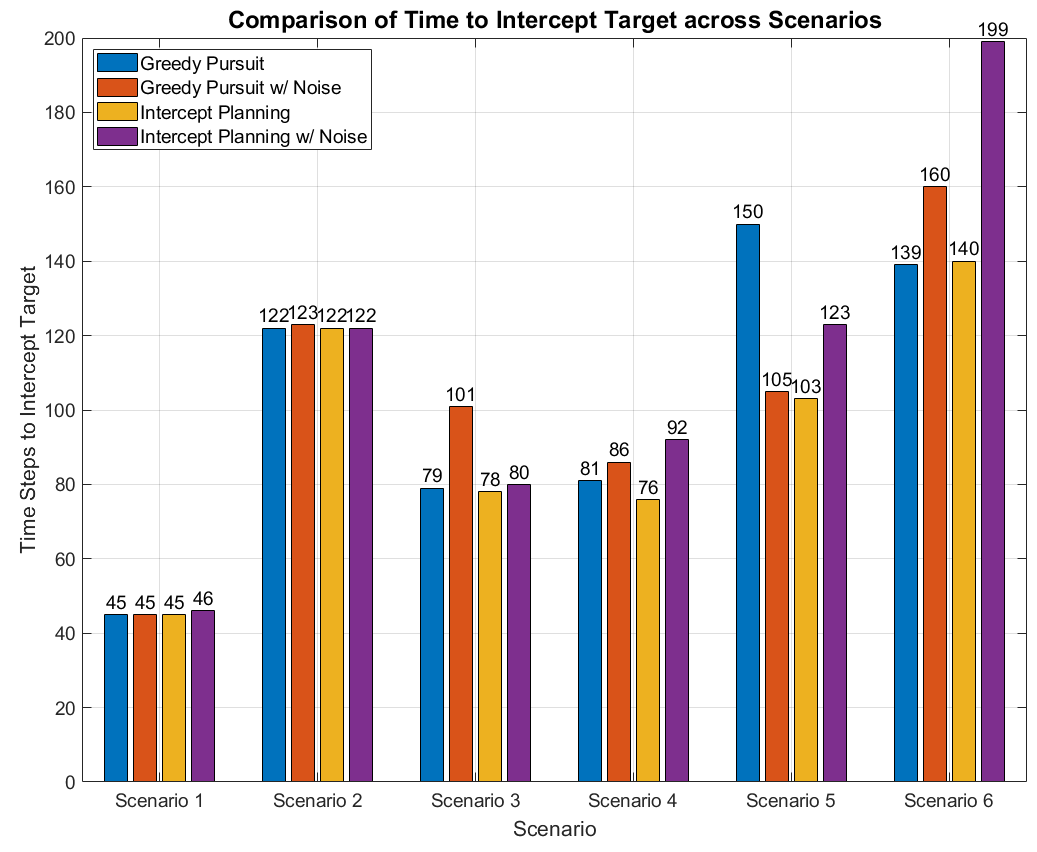 Comparison of Time to Intercept Target across Scenarios
Greedy Pursuit
Greedy Pursuit w/ Noise
Intercept Planning
Intercept Planning w/ Noise
Time Steps to Intercept Target
200
180
160
140
120
100
80
60
40
20
0
45 45 45 46
122 123 122 122
79 101 78 80
81 86 76 92
150 105 103 123
139 160 140 199
Scenario 1 Scenario 2 Scenario 3 Scenario 4 Scenario 5 Scenario 6
Scenario